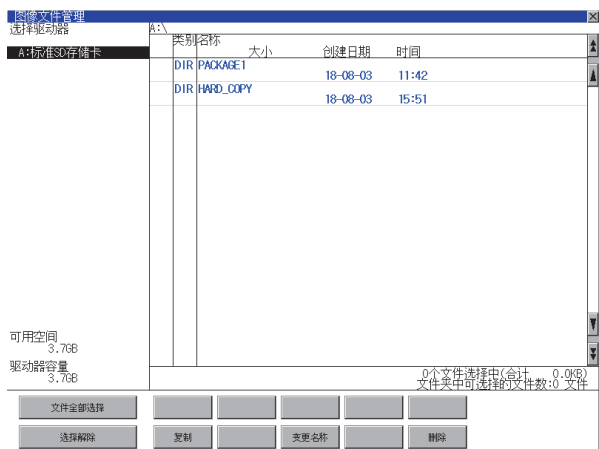 图像文件管理
选择驱动器
A:\
A:标准SD存储卡
类别 名称
大小 创建日期 时间
DIR PACKAGE1
18-08-03 11:42
DIR HARD_COPY
18-08-03 15:51
可用空间
3.7GB
驱动器容量
3.7GB
0个文件选择中(合计 0.0KB)
文件夹中可选择的文件数:0 文件
文件全部选择
选择解除 复制 变更名称 删除